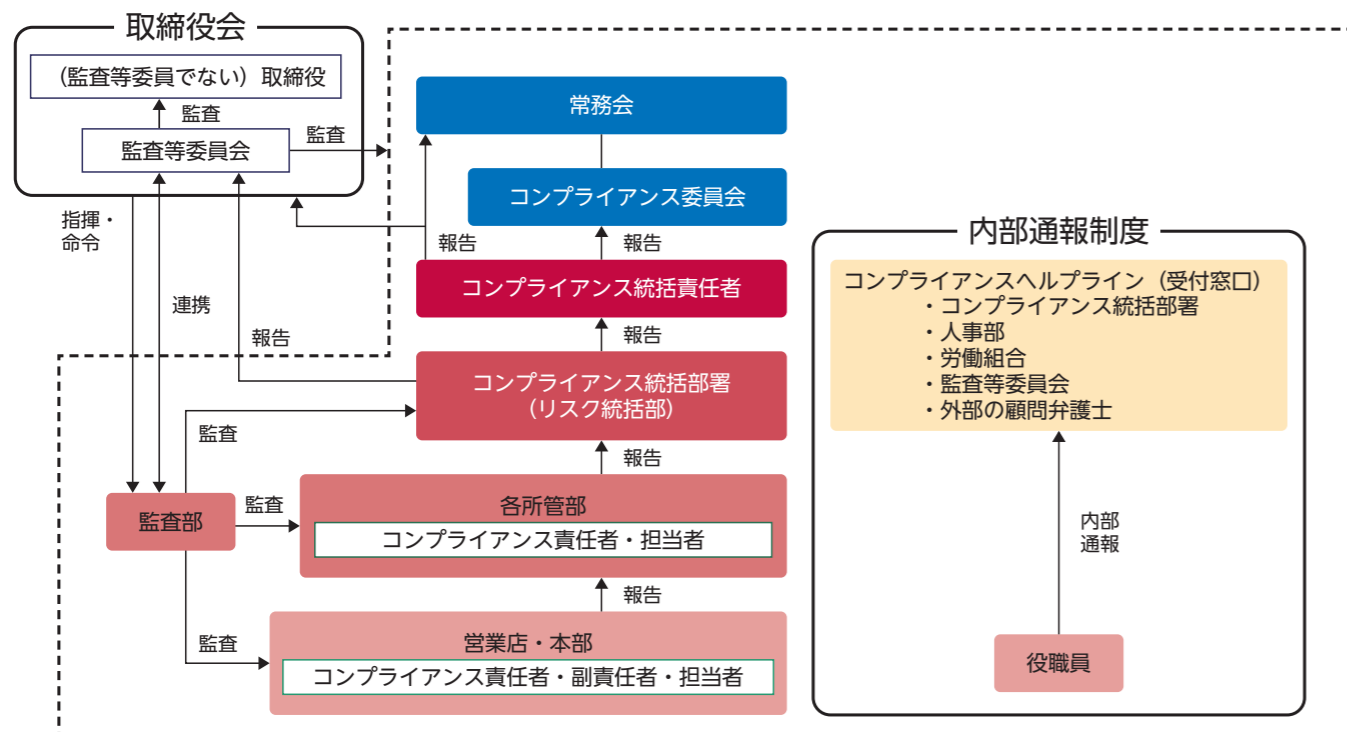 取締役会
(監査等委員でない)取締役
監査
監査等委員会
監査
常務会
コンプライアンス委員会
指揮・
命令
報告
報告
コンプライアンス統括責任者
連携
報告
報告
コンプライアンス統括部署
(リスク統括部)
監査
報告
監査部
監査
各所管部
コンプライアンス責任者・担当者
報告
監査
営業店・本部
コンプライアンス責任者・副責任者・担当者
内部通報制度
コンプライアンスヘルプライン(受付窓口)
・コンプライアンス統括部署
・人事部
・労働組合
・監査等委員会
・外部の顧問弁護士
内部
通報
役職員